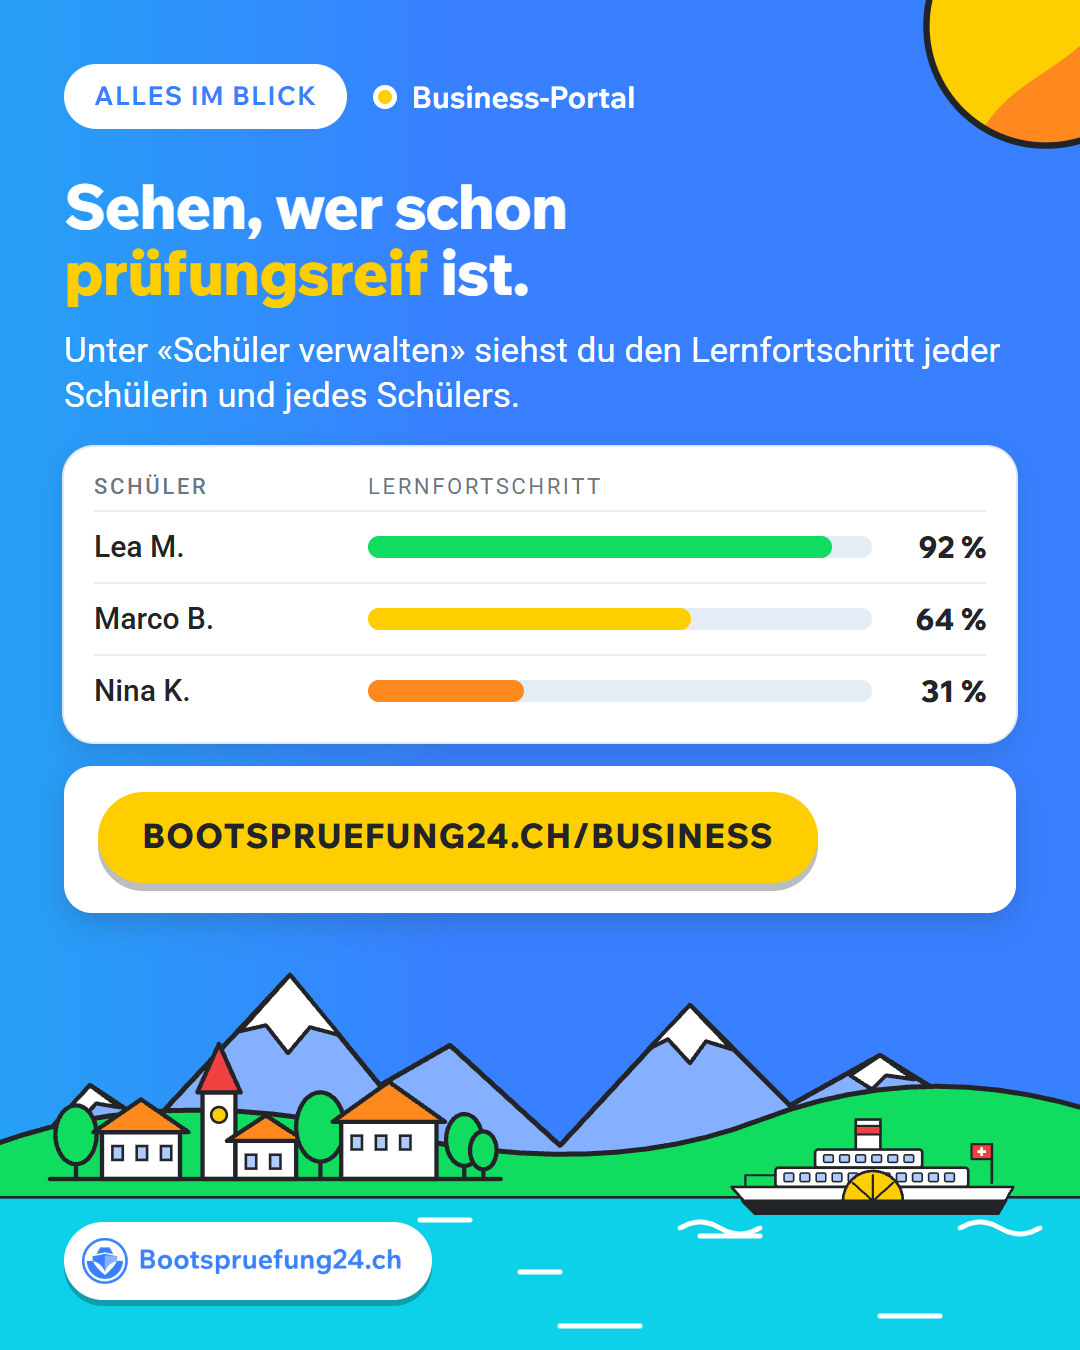 ALLES IM BLICK
Business-Portal
Sehen, wer schon
prüfungsreif ist.
Unter «Schüler verwalten» siehst du den Lernfortschritt jeder
Schülerin und jedes Schülers.
SCHÜLER LERNFORTSCHRITT
Lea M. 92 %
Marco B. 64 %
Nina K. 31 %
BOOTSPRUEFUNG24.CH/BUSINESS
Bootspruefung24.ch